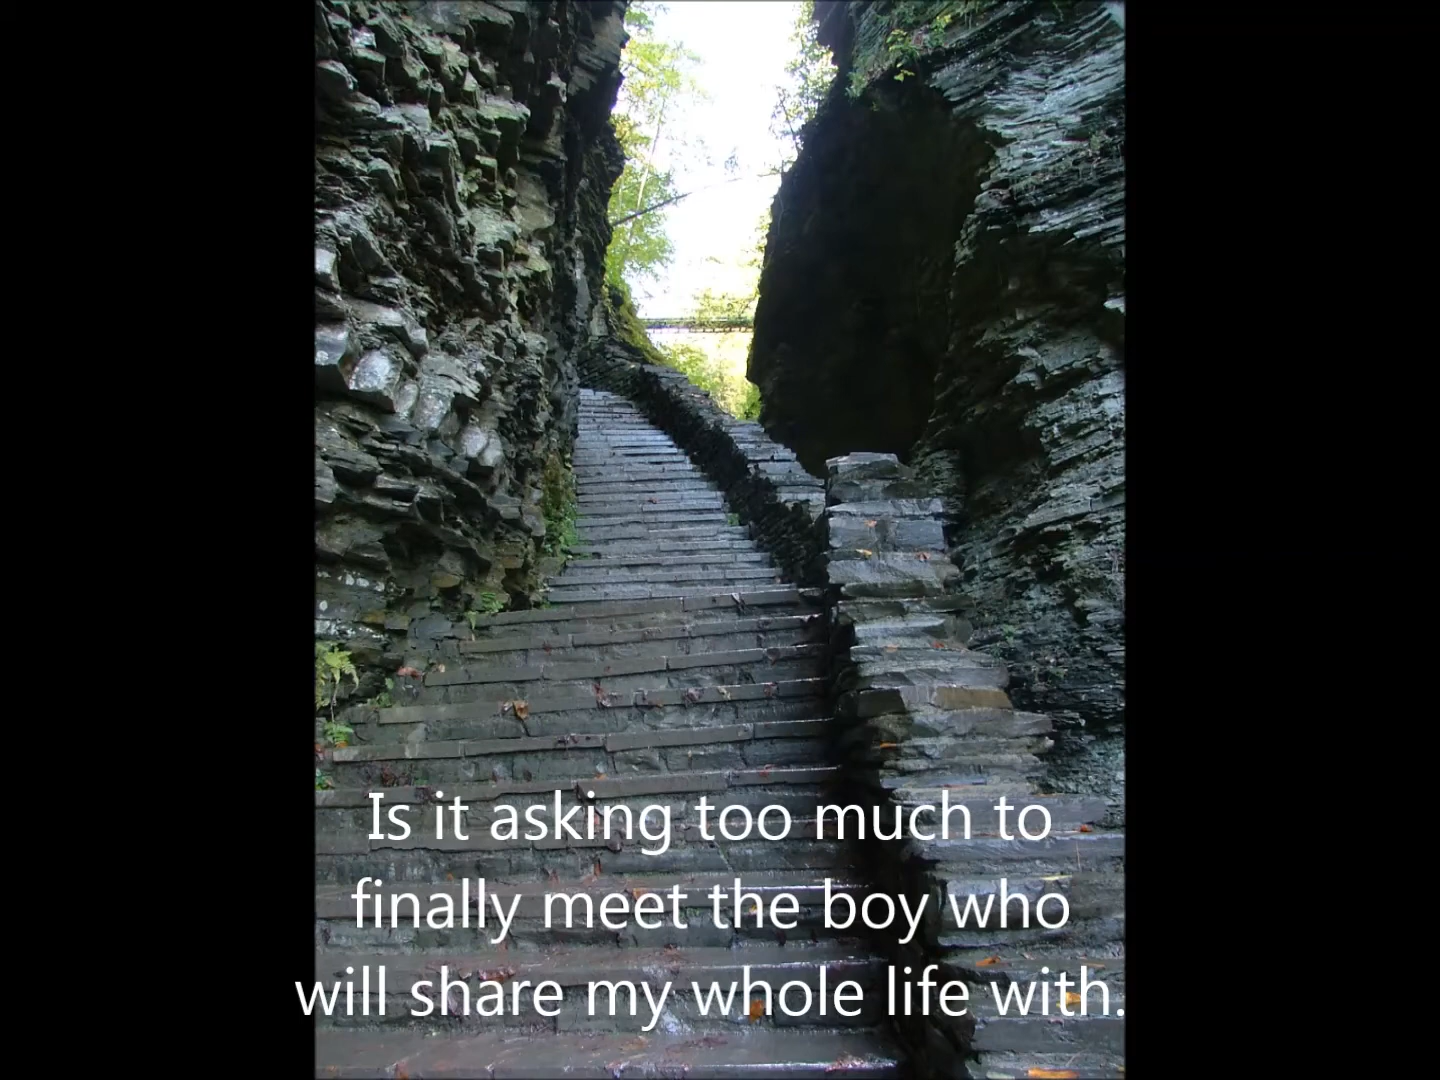 Is it asking too much to
finally meet the boy who
will share my whole life with.